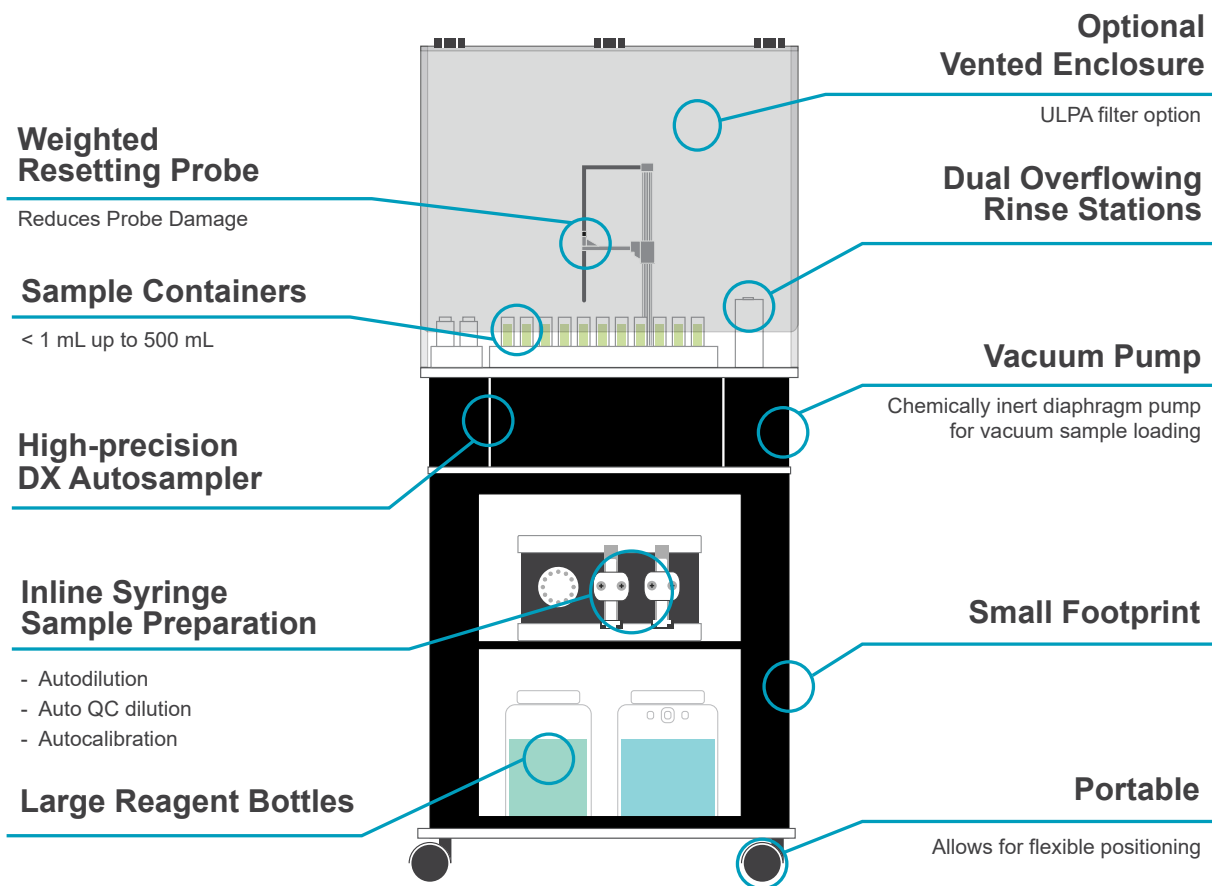 Optional
Vented Enclosure
ULPA filter option
Weighted
Resetting Probe
Reduces Probe Damage
Dual Overflowing
Rinse Stations
Sample Containers
< 1 mL up to 500 mL
Vacuum Pump
Chemically inert diaphragm pump
for vacuum sample loading
High-precision
DX Autosampler
Inline Syringe
Sample Preparation
- Autodilution
- Auto QC dilution
- Autocalibration
Small Footprint
Large Reagent Bottles
Portable
Allows for flexible positioning